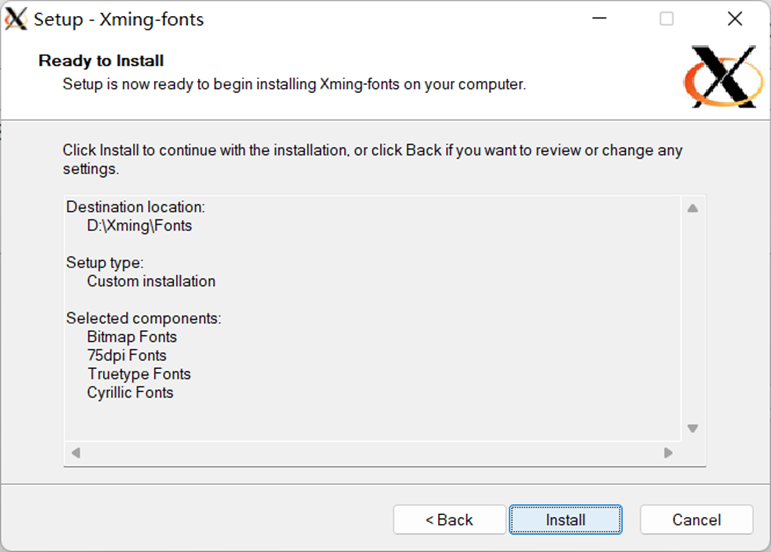 Setup - Xming-fonts
Ready to Install
Setup is now ready to begin installing Xming-fonts on your computer.
Click Install to continue with the installation, or click Back if you want to review or change any
settings.
Destination location:
D:\Xming\Fonts
Setup type:
Custom installation
Selected components:
Bitmap Fonts
75dpi Fonts
Truetype Fonts
Cyrillic Fonts
< Back
Install
Cancel